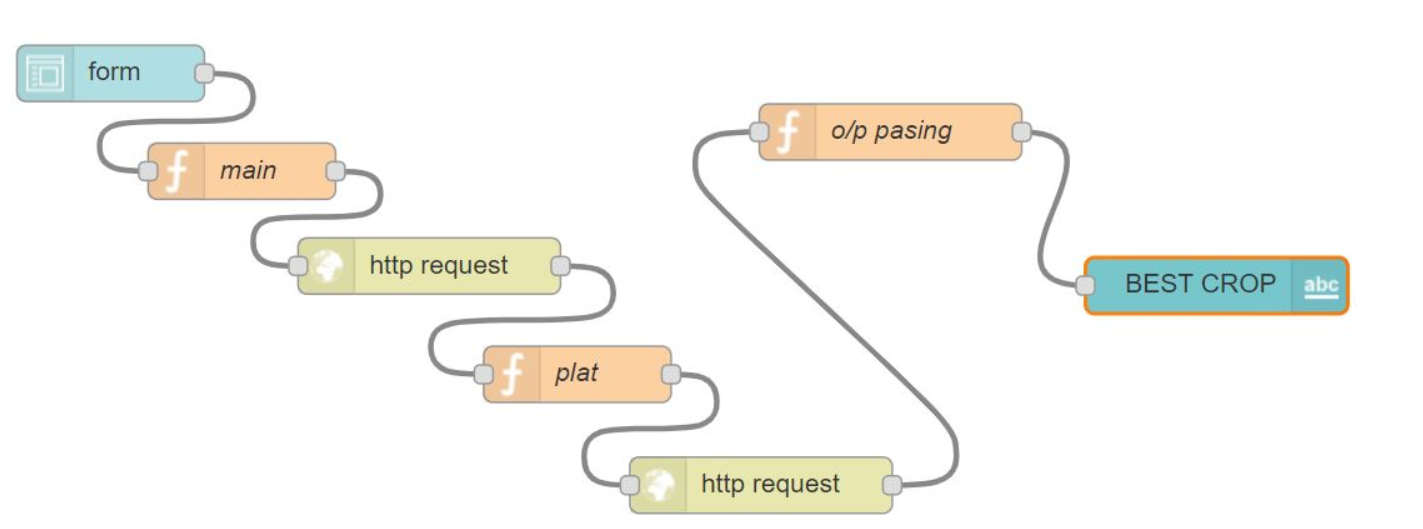 form
main
http request
plat
http request
o/p pasing
BEST CROP abc